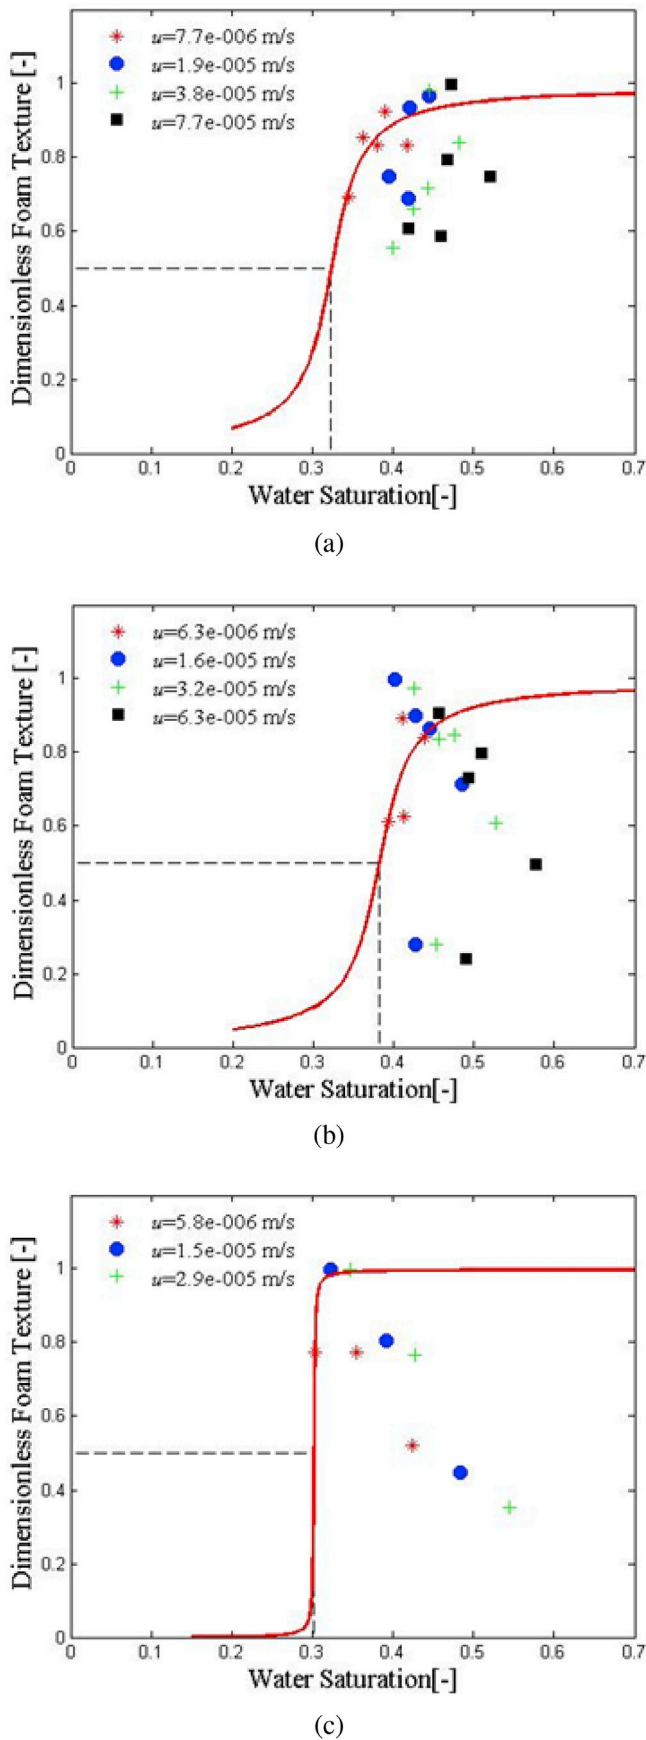 u=7.7e-006 m/s
u=1.9e-005 m/s
u=3.8e-005 m/s
u=7.7e-005 m/s
Dimensionless Foam Texture [-]
1
0.8
0.6
0.4
0.2
0
0 0.1 0.2 0.3 0.4 0.5 0.6 0.7
Water Saturation[-]
(a)
u=6.3e-006 m/s
u=1.6e-005 m/s
u=3.2e-005 m/s
u=6.3e-005 m/s
Dimensionless Foam Texture [-]
1
0.8
0.6
0.4
0.2
0
0 0.1 0.2 0.3 0.4 0.5 0.6 0.7
Water Saturation[-]
(b)
u=5.8e-006 m/s
u=1.5e-005 m/s
u=2.9e-005 m/s
Dimensionless Foam Texture [-]
1
0.8
0.6
0.4
0.2
0
0 0.1 0.2 0.3 0.4 0.5 0.6 0.7
Water Saturation[-]
(c)